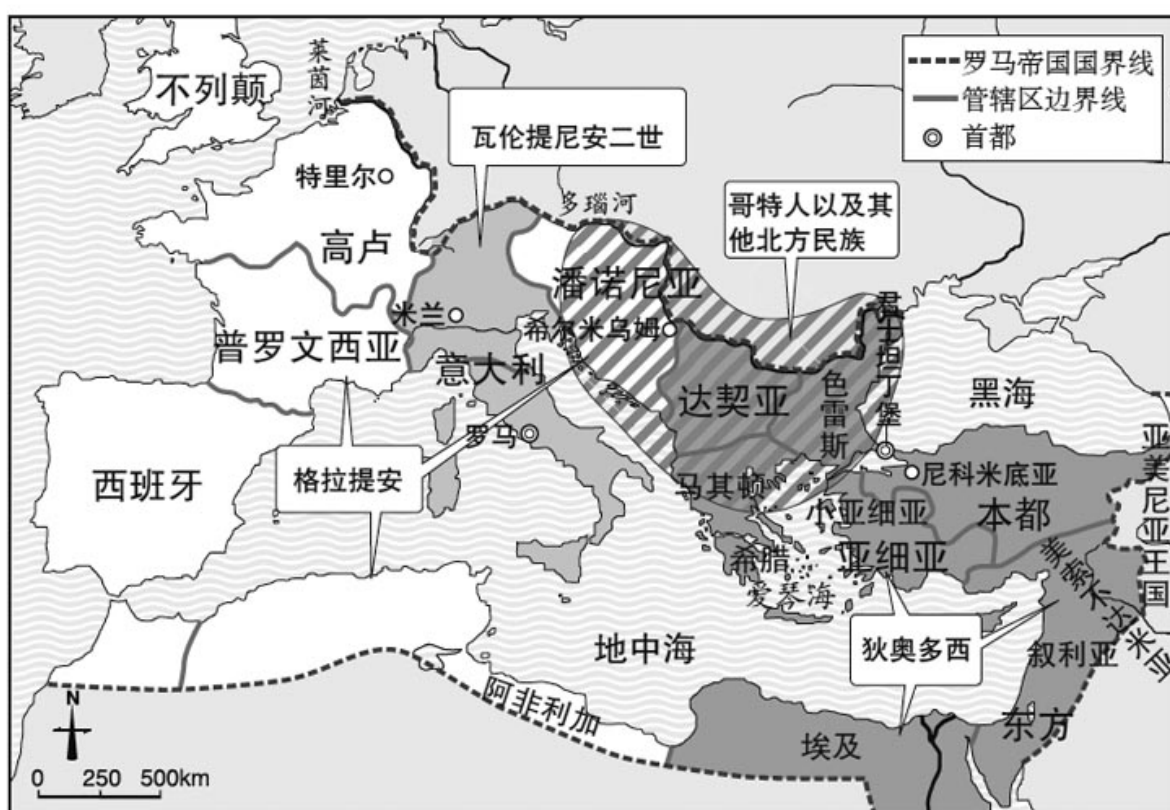 罗马帝国国界线
管辖区边界线
首都
莱茵河
不列颠
瓦伦提尼安二世
特里尔
多瑙河
哥特人以及其
他北方民族
高卢
潘诺尼亚
君士坦丁堡
米兰
希尔米乌姆
普罗文西亚
意大利
达契亚
色雷斯
黑海
罗马
亚美尼亚王国
西班牙
格拉提安
马其顿
尼科米底亚
小亚细亚
本都
希腊
亚细亚
美索不达米亚
爱琴海
地中海
狄奥多西
叙利亚
阿非利加
东方
埃及
N
0 250 500km